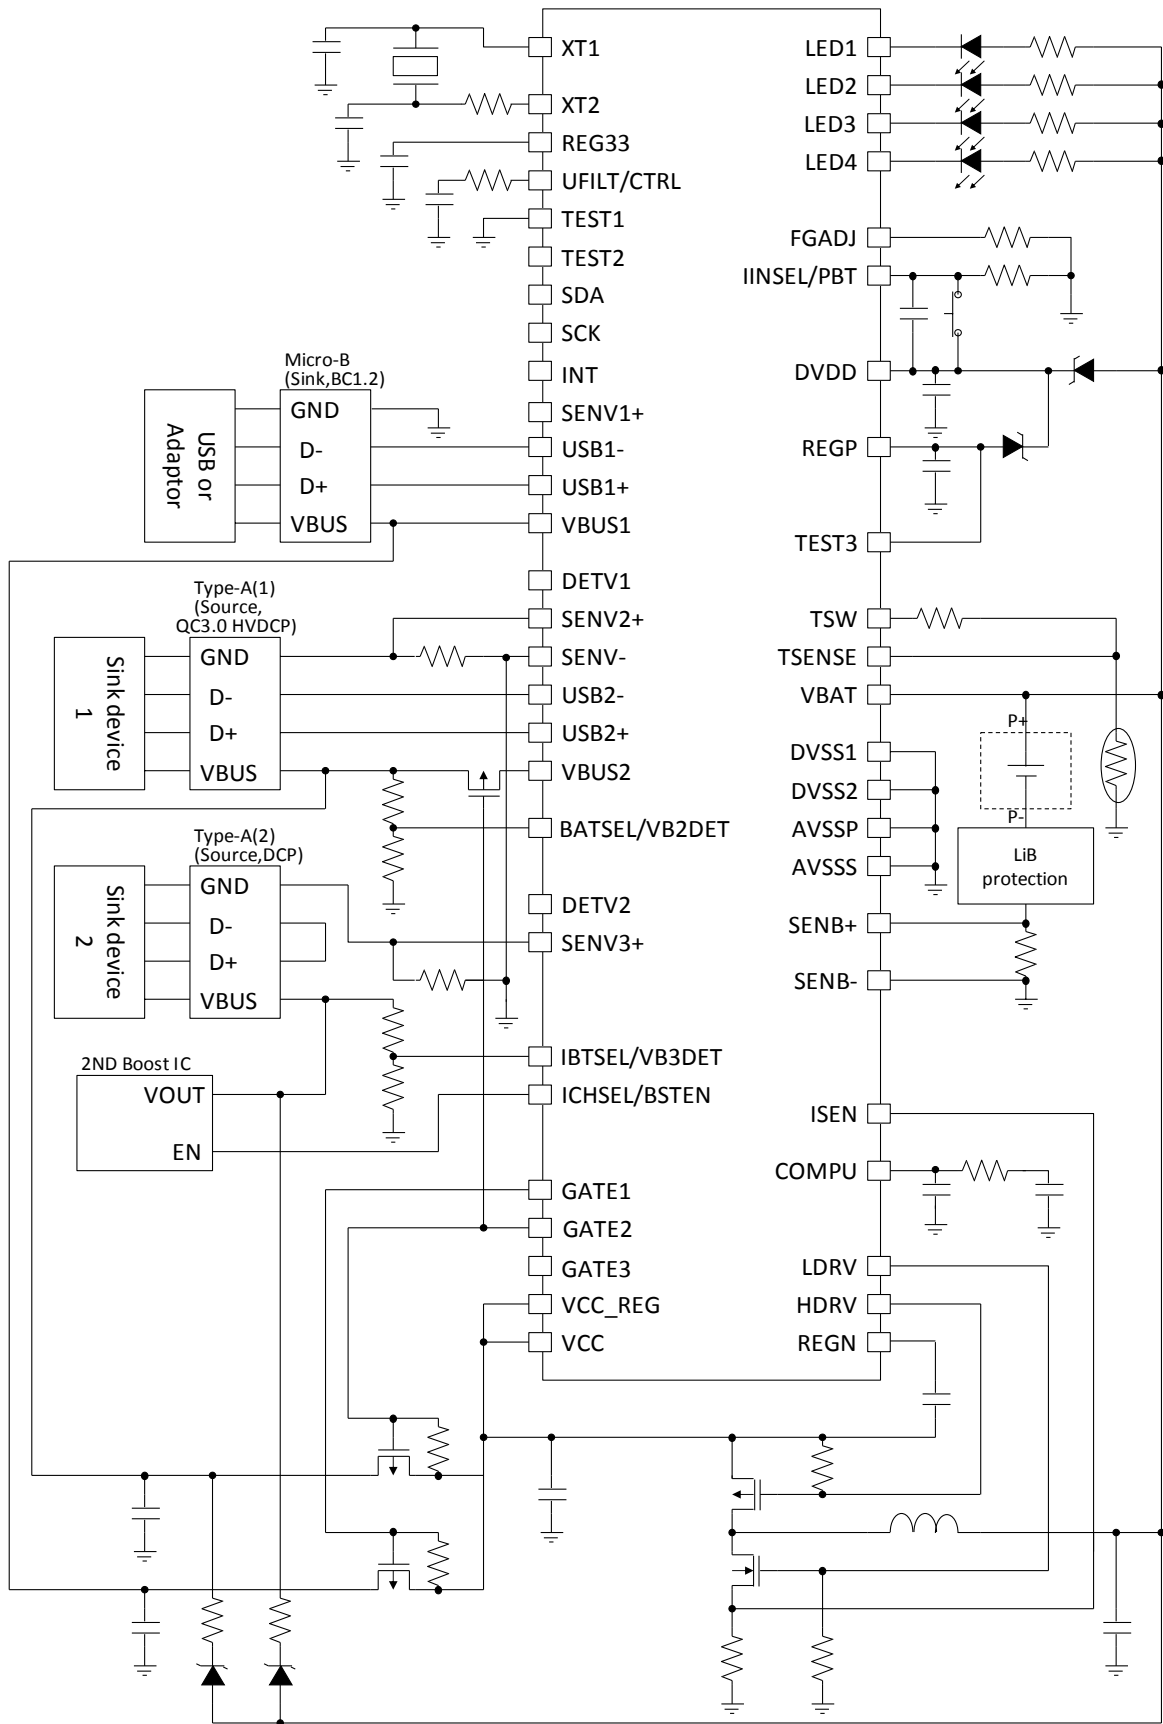 XT1
XT2
REG33
UFILT/CTRL
TEST1
TEST2
SDA
SCK
INT
SENV1+
USB1-
USB1+
VBUS1
DETV1
SENV2+
SENV-
USB2-
USB2+
VBUS2
BATSEL/VB2DET
DETV2
SENV3+
IBTSEL/VB3DET
ICHSEL/BSTEN
GATE1
GATE2
GATE3
VCC_REG
VCC
LED1
LED2
LED3
LED4
FGADJ
IINSEL/PBT
DVDD
REGP
TEST3
TSW
TSENSE
VBAT
DVSS1
DVSS2
AVSSP
AVSSS
SENB+
SENB-
ISEN
COMPU
LDRV
HDRV
REGN
Micro-B
(Sink,BC1.2)
USB or
Adaptor
GND
D-
D+
VBUS
Type-A(1)
(Source,
QC3.0 HVDCP)
Sink device
1
GND
D-
D+
VBUS
Type-A(2)
(Source,DCP)
Sink device
2
GND
D-
D+
VBUS
2ND Boost IC
VOUT
EN
P+
P-
LiB
protection